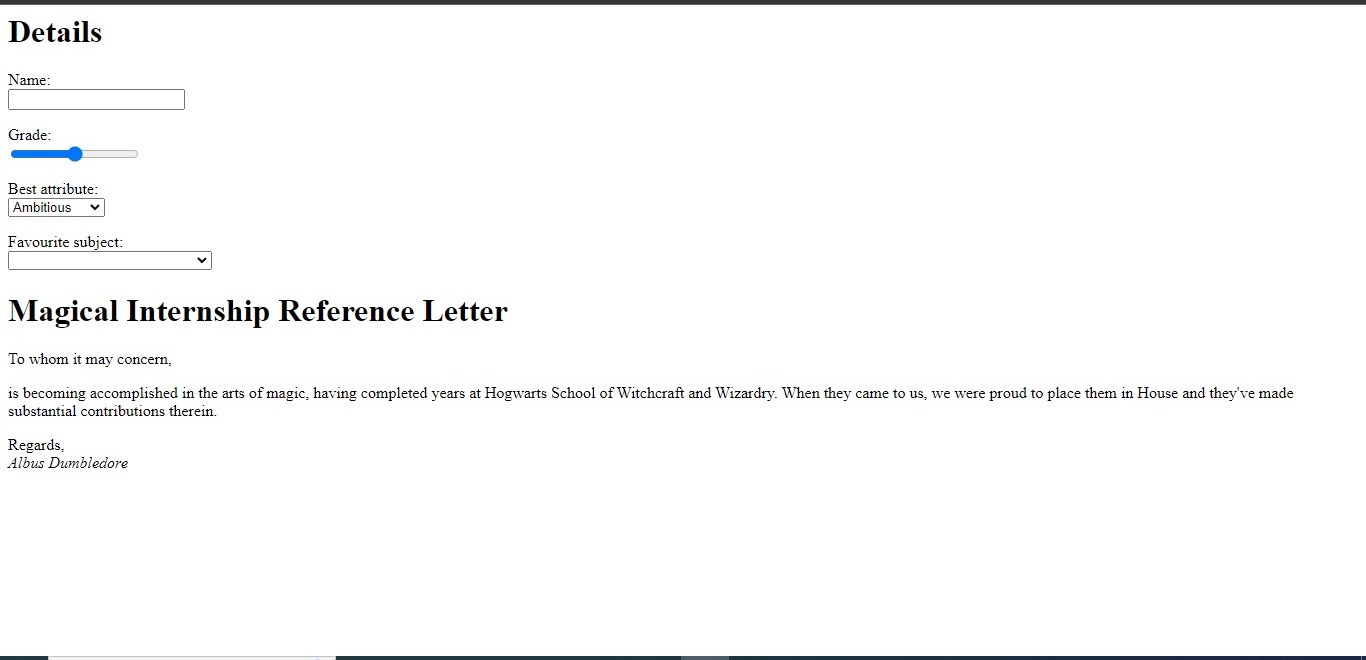 Details
Name:
Grade:
Best attribute:
Ambitious
Favourite subject:
Magical Internship Reference Letter
To whom it may concern,
is becoming accomplished in the arts of magic, having completed years at Hogwarts School of Witchcraft and Wizardry. When they came to us, we were proud to place them in House and they've made
substantial contributions therein.
Regards,
Albus Dumbledore